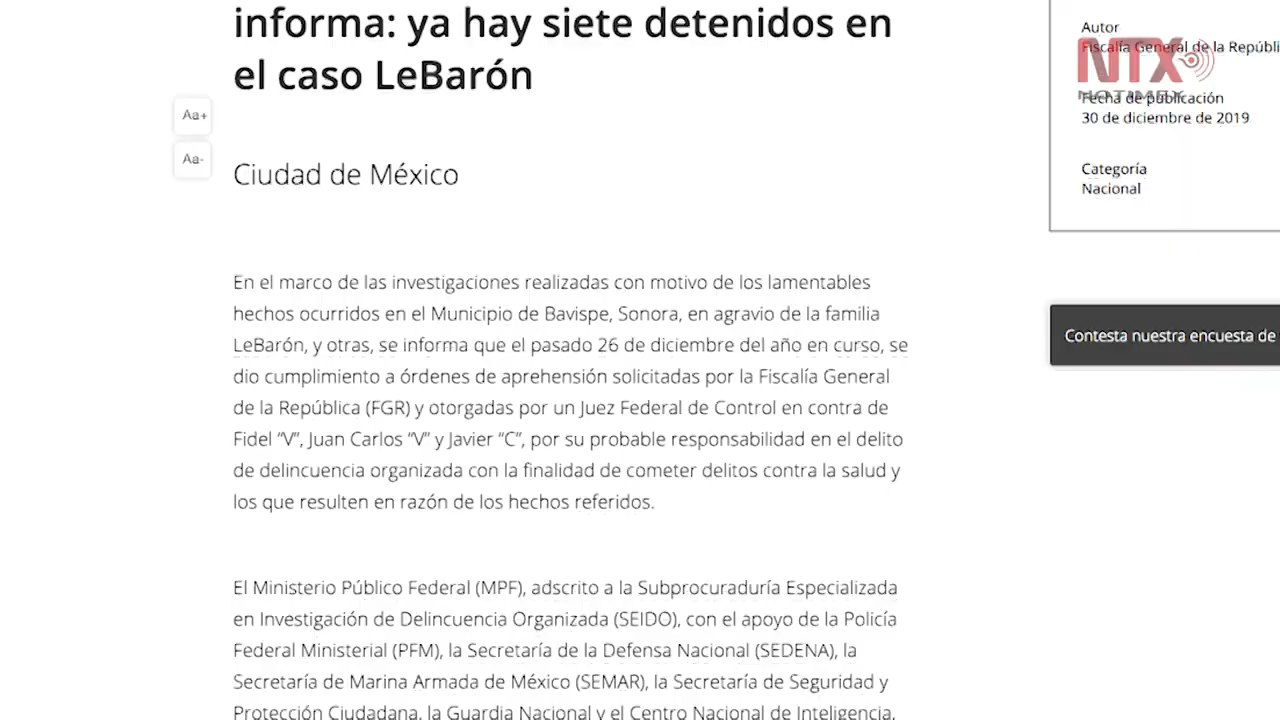 informa: ya hay siete detenidos en
el caso LeBarón
Aa+
Aa-
Ciudad de México
En el marco de las investigaciones realizadas con motivo de los lamentables
hechos ocurridos en el Municipio de Bavispe, Sonora, en agravio de la familia
LeBarón, y otras, se informa que el pasado 26 de diciembre del año en curso, se
dio cumplimiento a órdenes de aprehensión solicitadas por la Fiscalía General
de la República (FGR) y otorgadas por un Juez Federal de Control en contra de
Fidel “V”, Juan Carlos “V” y Javier “C”, por su probable responsabilidad en el delito
de delincuencia organizada con la finalidad de cometer delitos contra la salud y
los que resulten en razón de los hechos referidos.
El Ministerio Público Federal (MPF), adscrito a la Subprocuraduría Especializada
en Investigación de Delincuencia Organizada (SEIDO), con el apoyo de la Policía
Federal Ministerial (PFM), la Secretaría de la Defensa Nacional (SEDENA), la
Secretaría de Marina Armada de México (SEMAR), la Secretaría de Seguridad y
Protección Ciudadana, la Guardia Nacional y el Centro Nacional de Inteligencia,
Autor
Fiscalía General de la Repúbli
NTX
NOTIMEX
Fecha de publicación
30 de diciembre de 2019
Categoría
Nacional
Contesta nuestra encuesta de